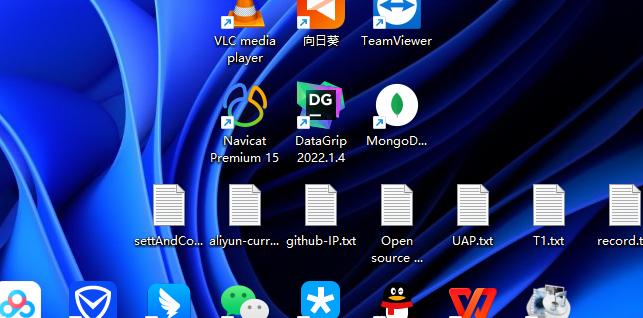 VLC media
player
向日葵
TeamViewer
DG
Navicat
Premium 15
DataGrip
2022.1.4
MongoD...
settAndCo...
aliyun-curr...
github-IP.txt
Open
source ...
UAP.txt
T1.txt
record.t